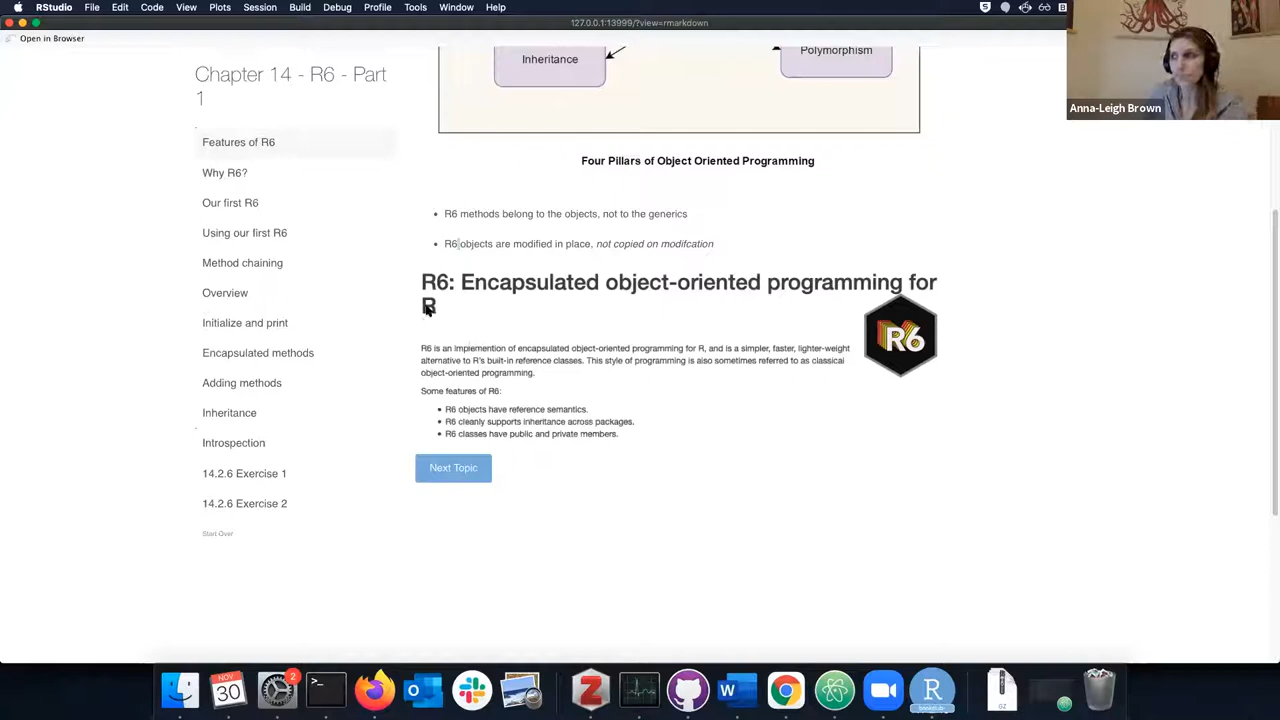 RStudio File Edit Code View Plots Session Build Debug Profile Tools Window Help
127.0.0.1:13999/?view=rmarkdown
Open in Browser
Anna-Leigh Brown
Chapter 14 - R6 - Part
1
Features of R6
Why R6?
Our first R6
Using our first R6
Method chaining
Overview
Initialize and print
Encapsulated methods
Adding methods
Inheritance
Introspection
14.2.6 Exercise 1
14.2.6 Exercise 2
Start Over
Inheritance
Polymorphism
Four Pillars of Object Oriented Programming
R6 methods belong to the objects, not to the generics
R6 objects are modified in place, not copied on modifcation
R6: Encapsulated object-oriented programming for
R
R6
R6 is an implemention of encapsulated object-oriented programming for R, and is a simpler, faster, lighter-weight
alternative to R's built-in reference classes. This style of programming is also sometimes referred to as classical
object-oriented programming.
Some features of R6:
R6 objects have reference semantics.
R6 cleanly supports inheritance across packages.
R6 classes have public and private members.
Next Topic
NOV
30
2
>_
Z
W
R
GZ